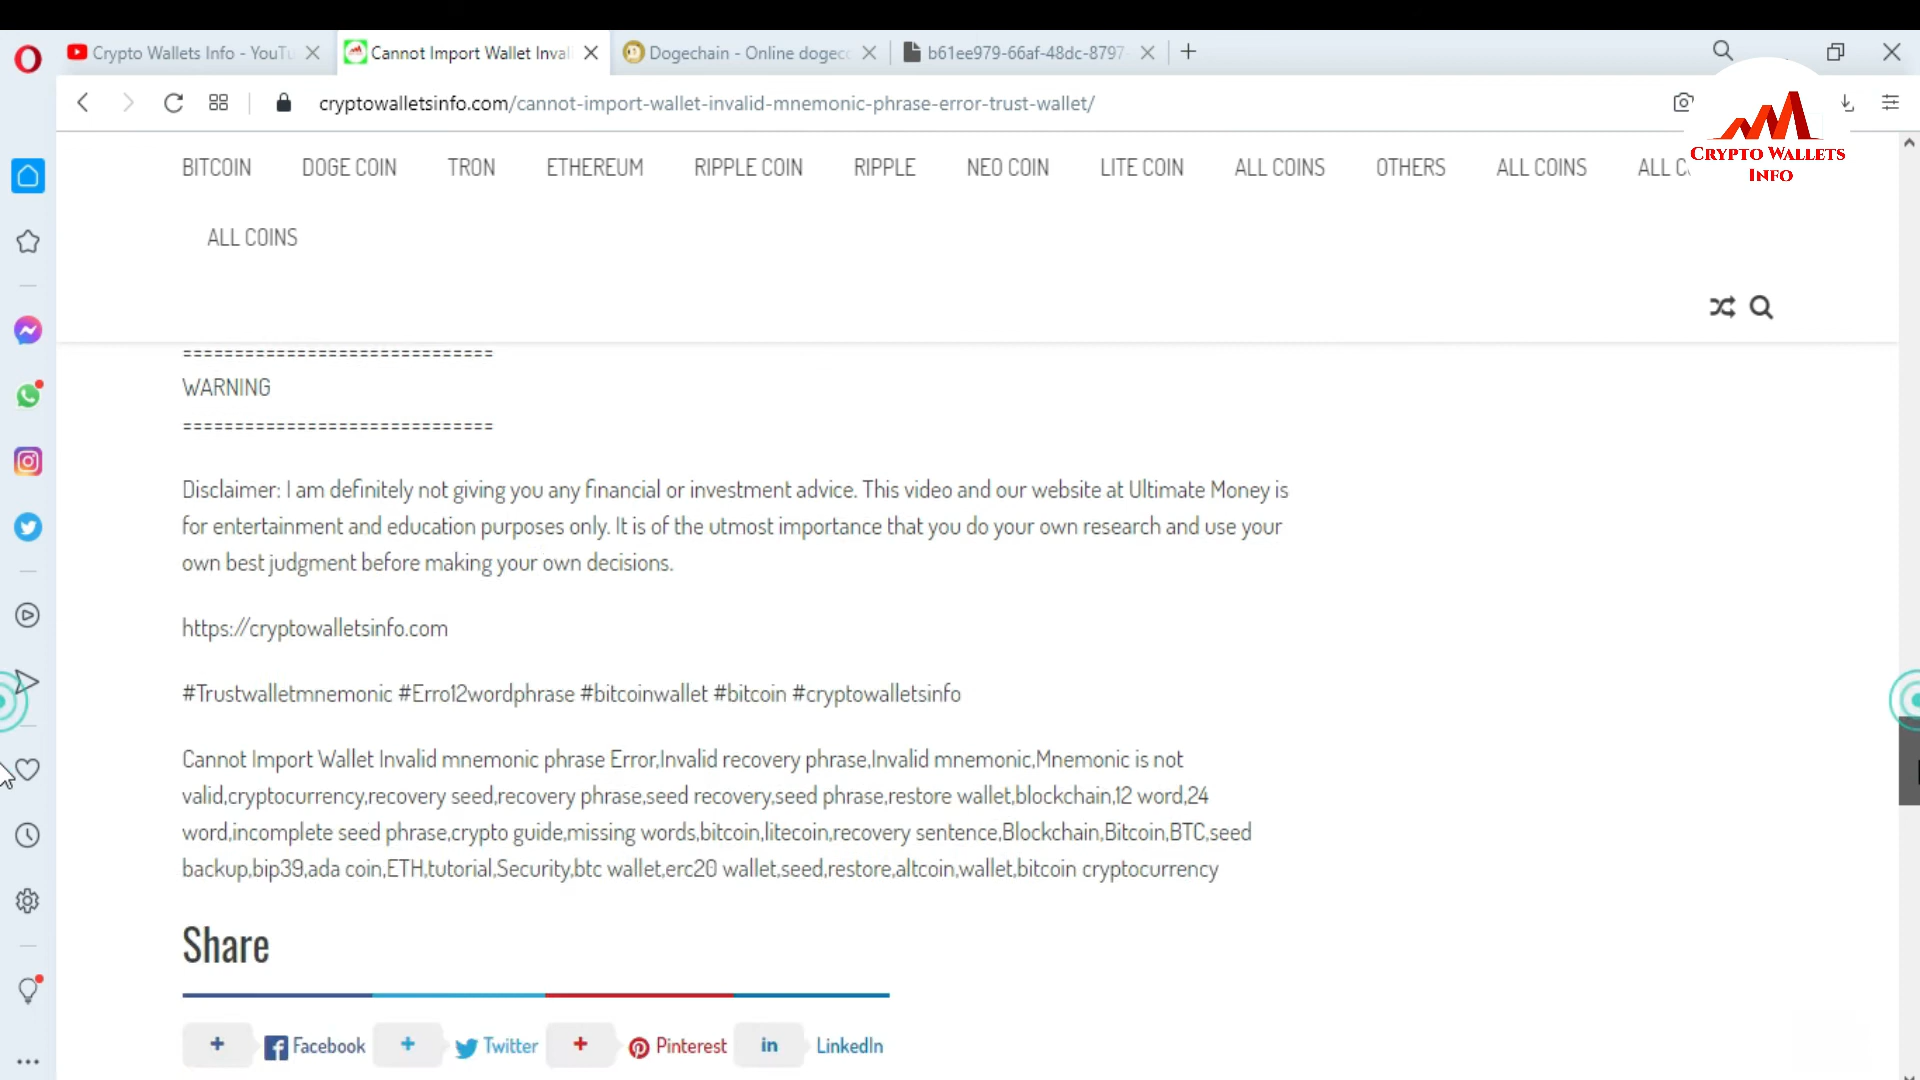 Crypto Wallets Info - YouTu
Cannot Import Wallet Inval
Dogechain - Online dogec
b61ee979-66af-48dc-8797-
cryptowalletsinfo.com/cannot-import-wallet-invalid-mnemonic-phrase-error-trust-wallet/
CRYPTO WALLETS
INFO
BITCOIN DOGE COIN TRON ETHEREUM RIPPLE COIN RIPPLE NEO COIN LITE COIN ALL COINS OTHERS ALL COINS ALL C
ALL COINS
==============================
WARNING
==============================
Disclaimer: I am definitely not giving you any financial or investment advice. This video and our website at Ultimate Money is
for entertainment and education purposes only. It is of the utmost importance that you do your own research and use your
own best judgment before making your own decisions.
https://cryptowalletsinfo.com
#Trustwalletmnemonic #Erro12wordphrase #bitcoinwallet #bitcoin #cryptowalletsinfo
Cannot Import Wallet Invalid mnemonic phrase Error,Invalid recovery phrase,Invalid mnemonic,Mnemonic is not
valid,cryptocurrency,recovery seed,recovery phrase,seed recovery,seed phrase,restore wallet,blockchain,12 word,24
word,incomplete seed phrase,crypto guide,missing words,bitcoin,litecoin,recovery sentence,Blockchain,Bitcoin,BTC,seed
backup,bip39,ada coin,ETH,tutorial,Security,btc wallet,erc20 wallet,seed,restore,altcoin,wallet,bitcoin cryptocurrency
Share
+ Facebook + Twitter + Pinterest in LinkedIn